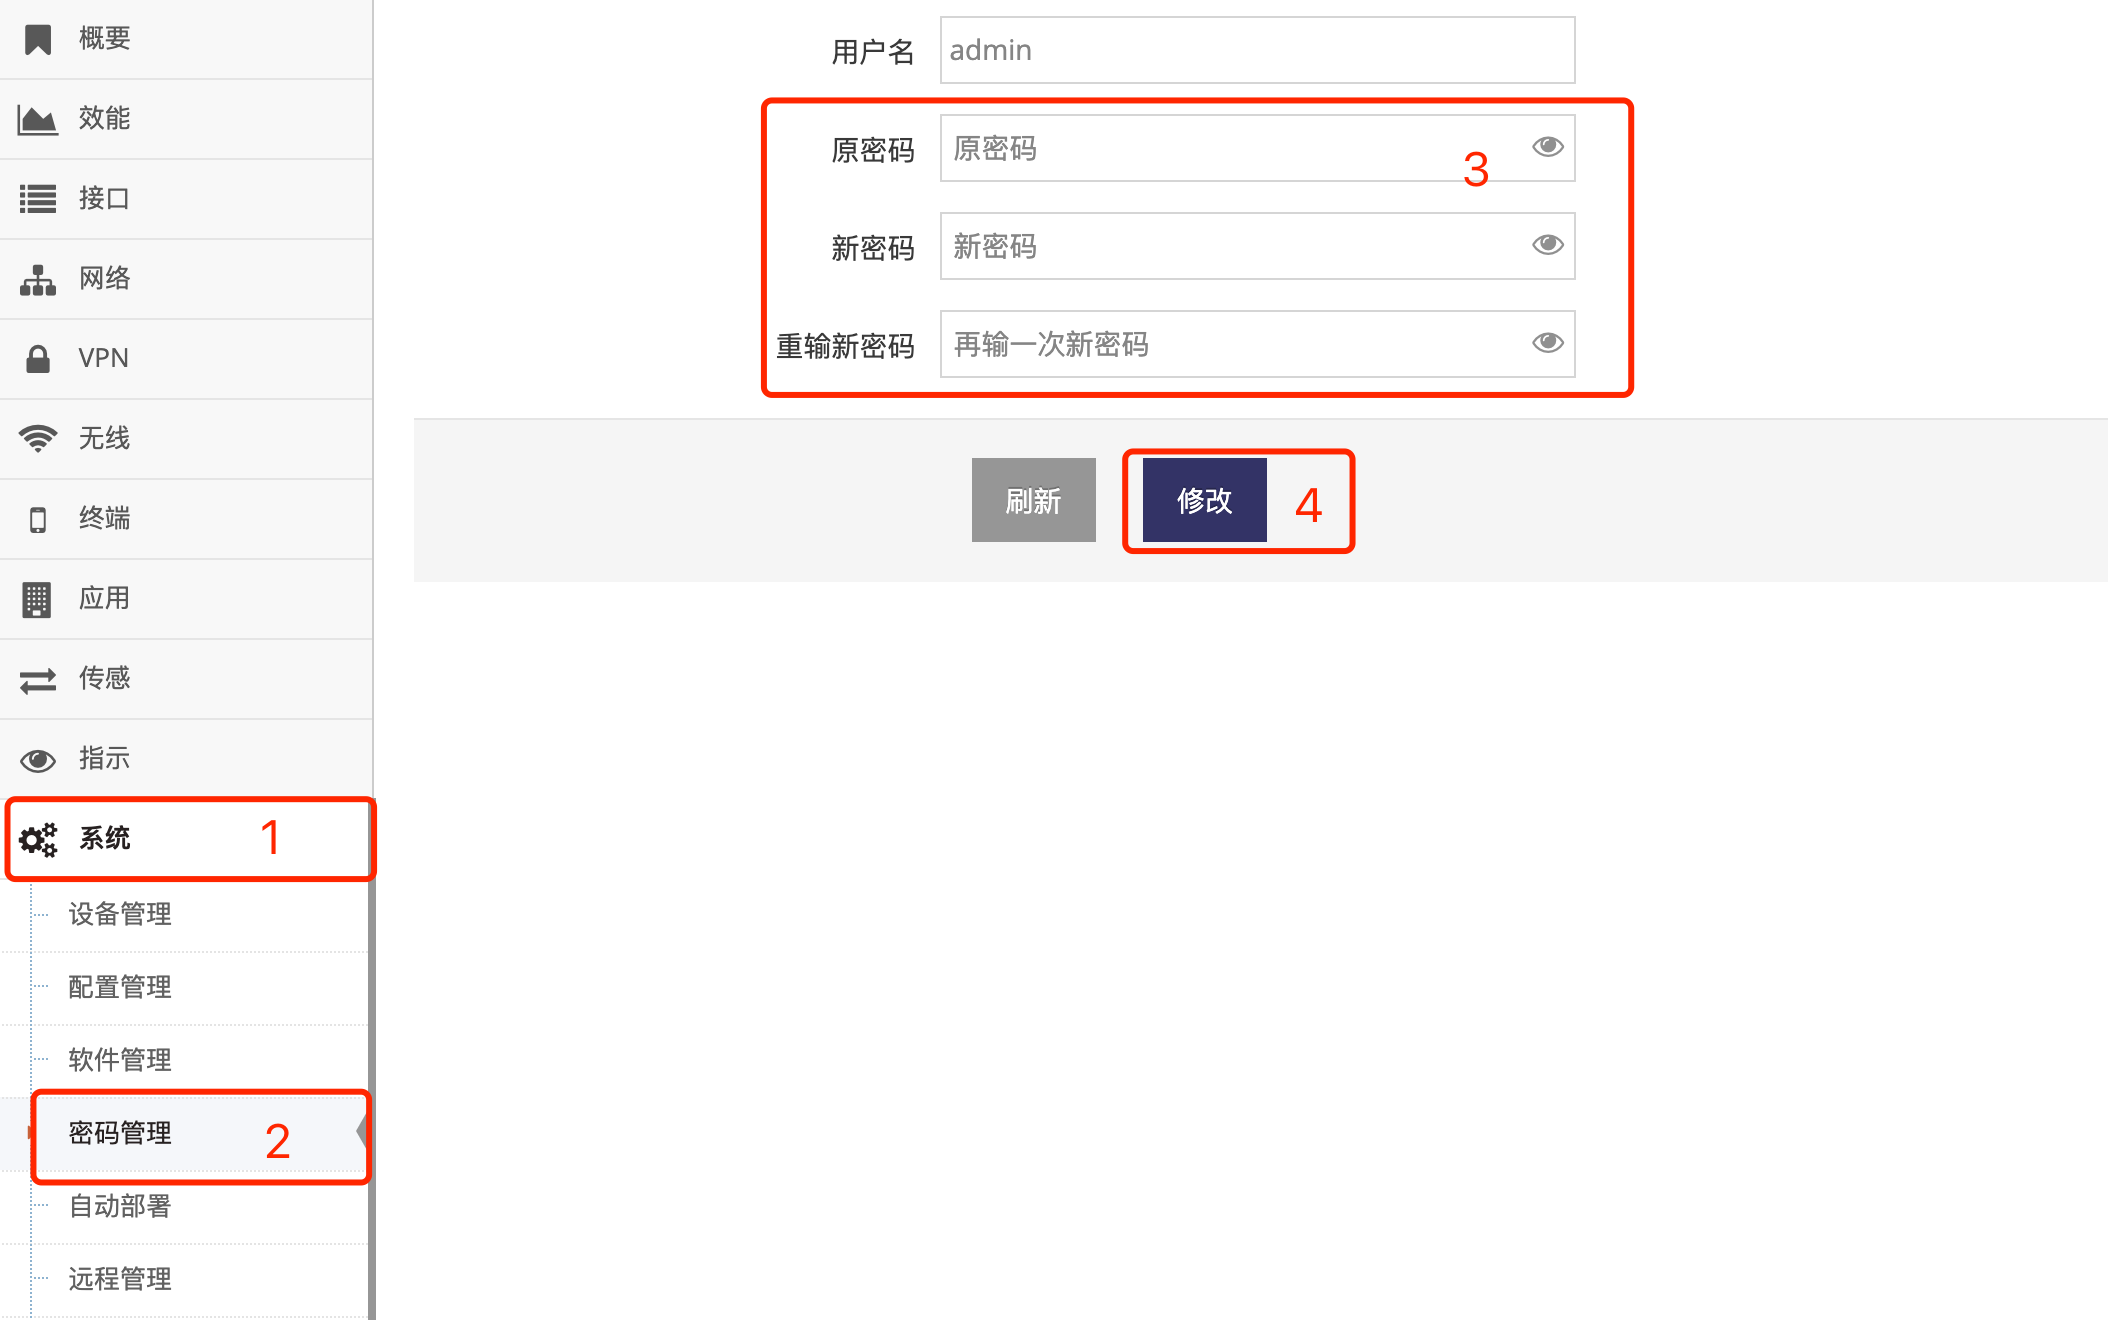 概要
效能
接口
网络
VPN
无线
终端
应用
传感
指示
系统 1
设备管理
配置管理
软件管理
密码管理 2
自动部署
远程管理
用户名 admin
原密码 原密码 3
新密码 新密码
重输新密码 再输一次新密码
刷新 修改 4